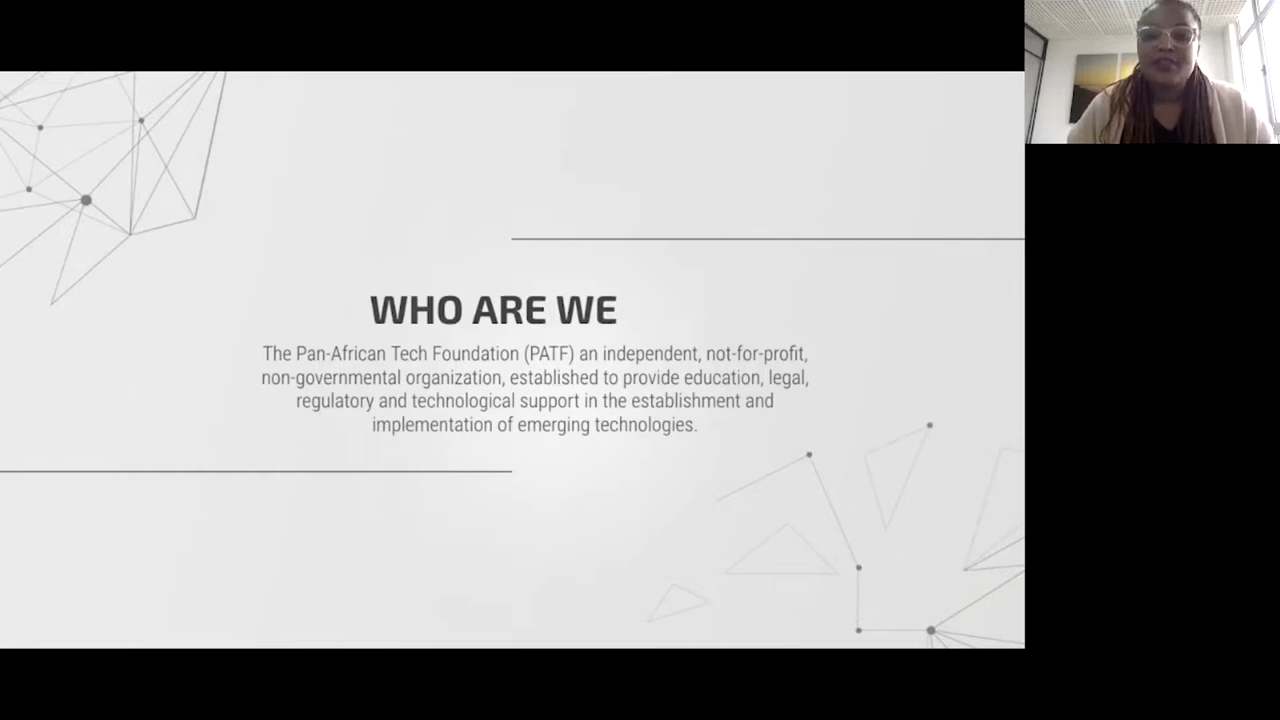 WHO ARE WE
The Pan-African Tech Foundation (PATF) an independent, not-for-profit,
non-governmental organization, established to provide education, legal,
regulatory and technological support in the establishment and
implementation of emerging technologies.